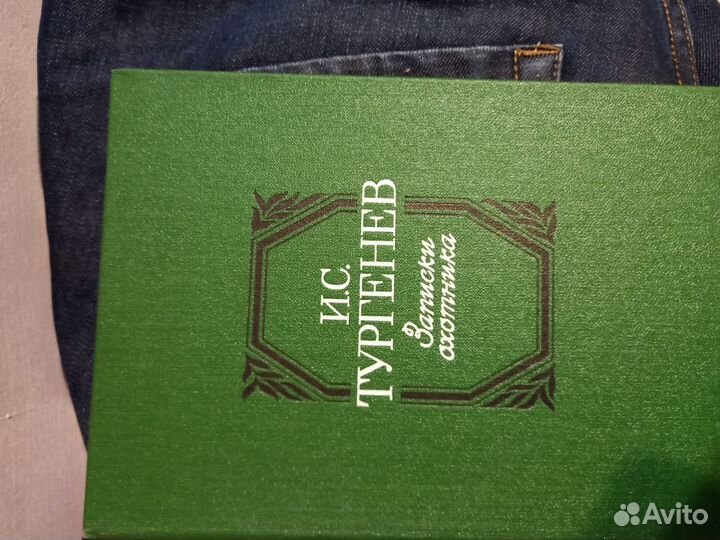 И.С.
ТУРГЕНЕВ
Записки
охотника
Avito